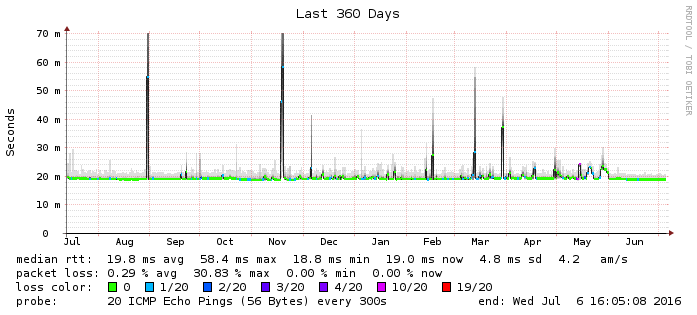 Last 360 Days
RRDTOOL / TOBI OETIKER
Seconds
70 m
60 m
50 m
40 m
30 m
20 m
10 m
0
Jul Aug Sep Oct Nov Dec Jan Feb Mar Apr May Jun
median rtt: 19.8 ms avg 58.4 ms max 18.8 ms min 19.0 ms now 4.8 ms sd 4.2 am/s
packet loss: 0.29 % avg 30.83 % max 0.00 % min 0.00 % now
loss color: 0 1/20 2/20 3/20 4/20 10/20 19/20
probe: 20 ICMP Echo Pings (56 Bytes) every 300s end: Wed Jul 6 16:05:08 2016